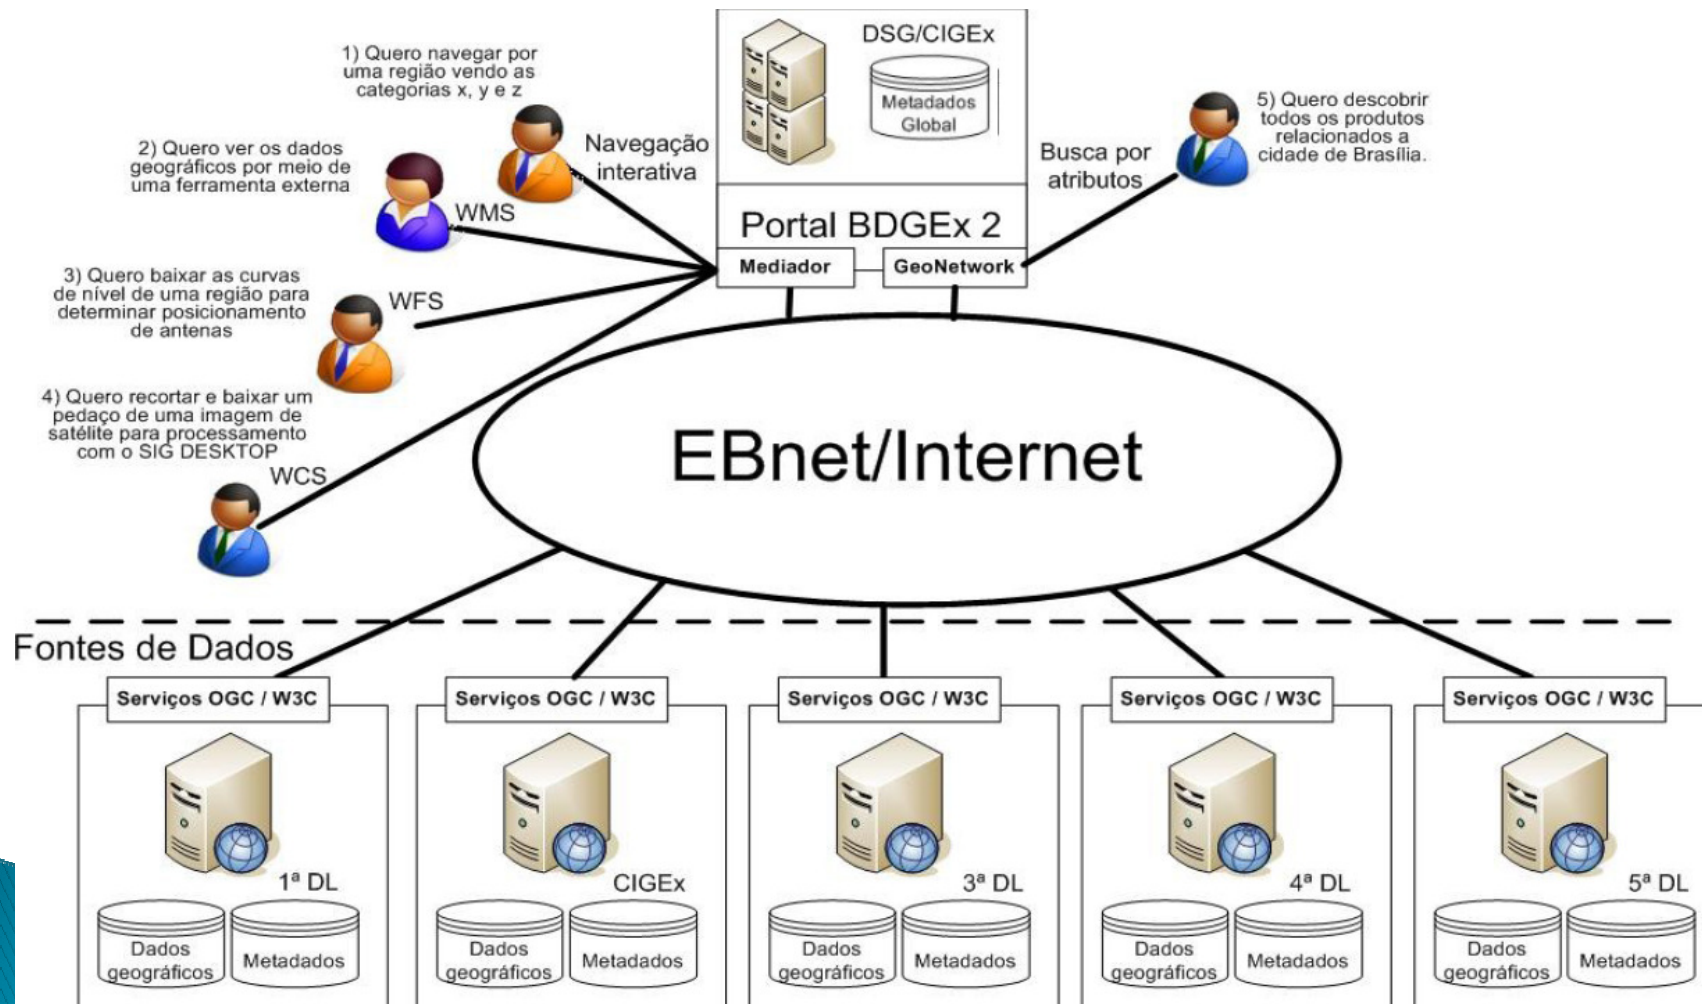 DSG/CIGEx
Metadados
Global
1) Quero navegar por
uma região vendo as
categorias x, y e z
2) Quero ver os dados
geográficos por meio de
uma ferramenta externa
Navegação
interativa
WMS
3) Quero baixar as curvas
de nível de uma região para
determinar posicionamento
de antenas
WFS
4) Quero recortar e baixar um
pedaço de uma imagem de
satélite para processamento
com o SIG DESKTOP
WCS
5) Quero descobrir
todos os produtos
relacionados a
cidade de Brasília.
Busca por
atributos
Portal BDGEx 2
Mediador
GeoNetwork
EBnet/Internet
Fontes de Dados
Serviços OGC / W3C
1ª DL
Dados
geográficos
Metadados
Serviços OGC / W3C
CIGEx
Dados
geográficos
Metadados
Serviços OGC / W3C
3ª DL
Dados
geográficos
Metadados
Serviços OGC / W3C
4ª DL
Dados
geográficos
Metadados
Serviços OGC / W3C
5ª DL
Dados
geográficos
Metadados